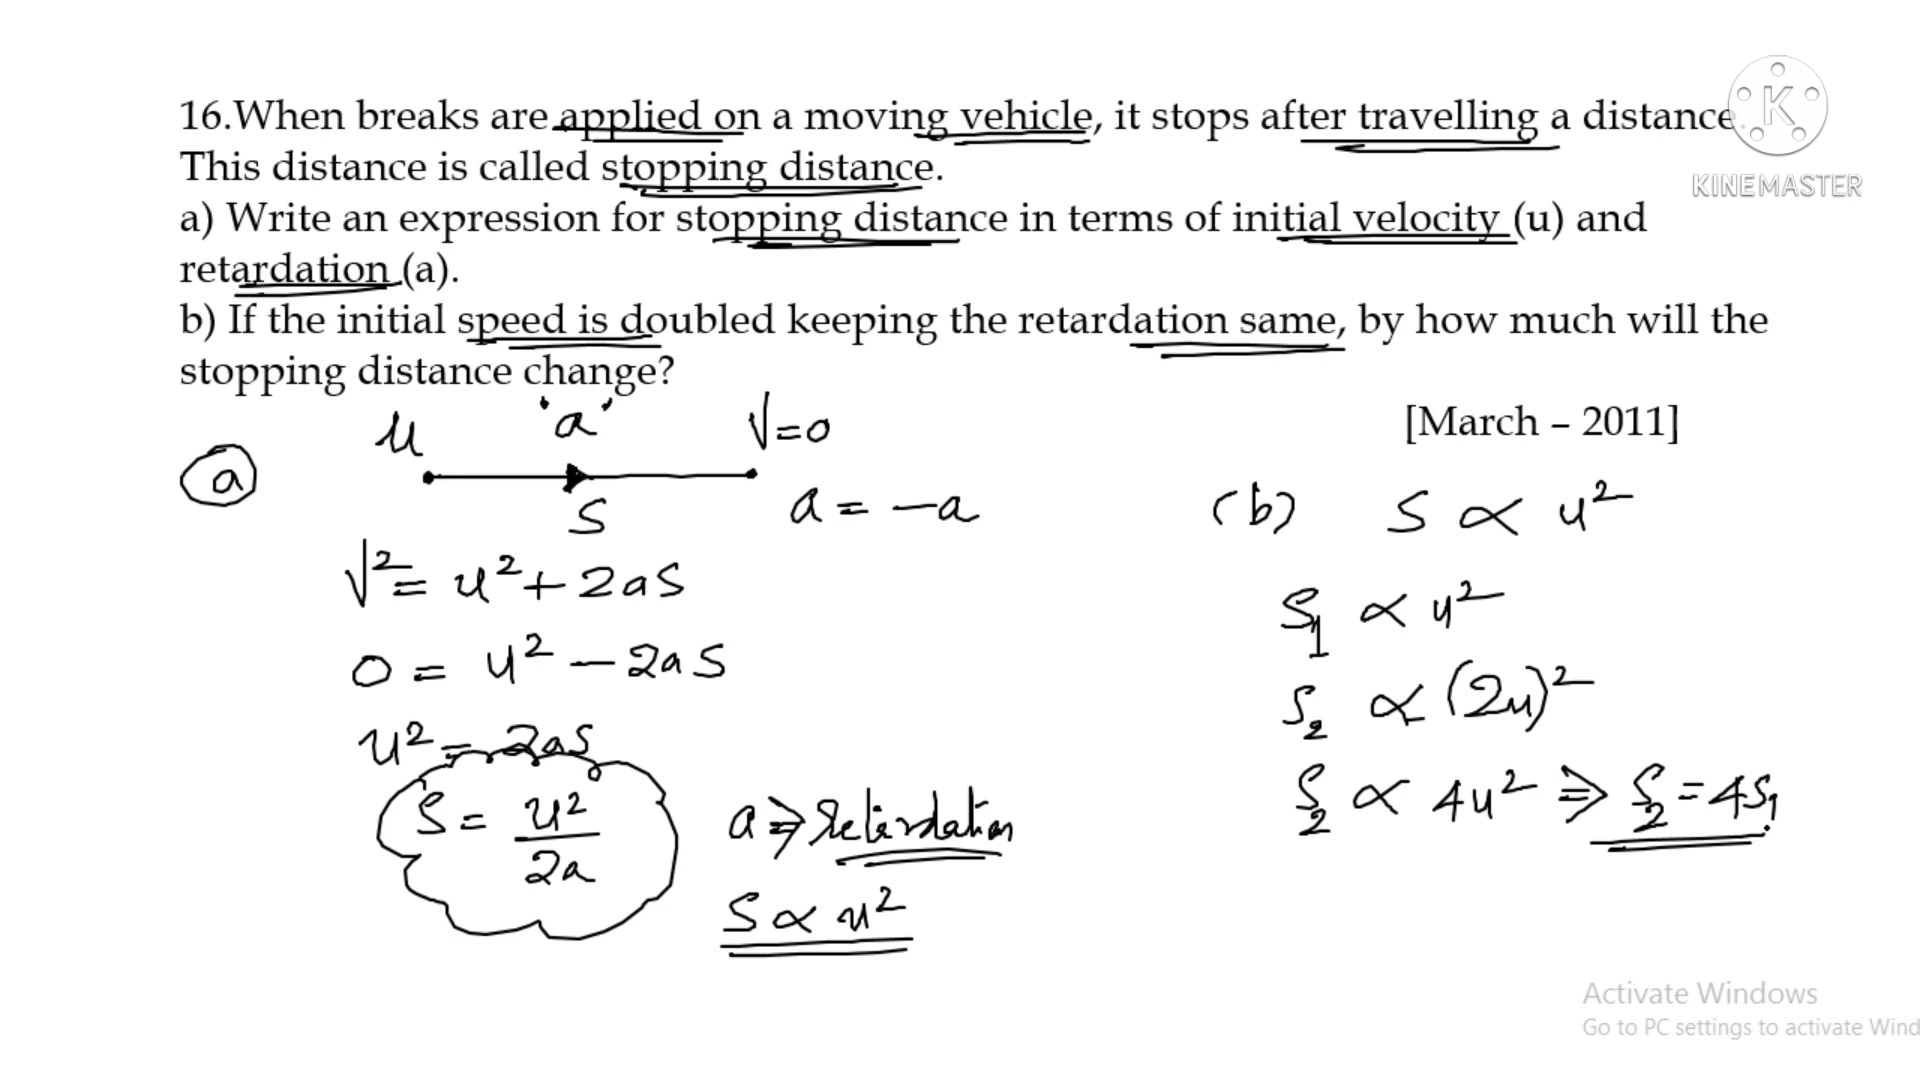 16.When breaks are applied on a moving vehicle, it stops after travelling a distance.
This distance is called stopping distance.
a) Write an expression for stopping distance in terms of initial velocity (u) and
retardation (a).
b) If the initial speed is doubled keeping the retardation same, by how much will the
stopping distance change?
[March – 2011]
KINEMASTER
a
u 'a' V=0
S
a = -a
V² = u² + 2as
0 = u² - 2as
u² = 2as
S = u²/2a
a ⇒ Retardation
S ∝ u²
(b) S ∝ u²
S₁ ∝ u²
S₂ ∝ (2u)²
S₂ ∝ 4u² ⇒ S₂ = 4S₁
Activate Windows
Go to PC settings to activate Wind